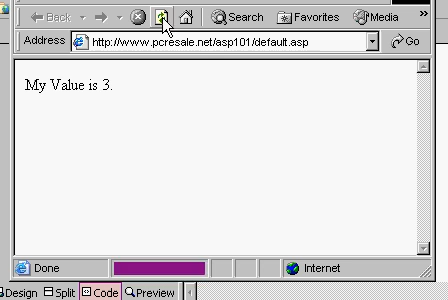 Back Search Favorites Media »
Address http://www.pcresale.net/asp101/default.asp Go
My Value is 3.
Done Internet
Design Split Code Preview